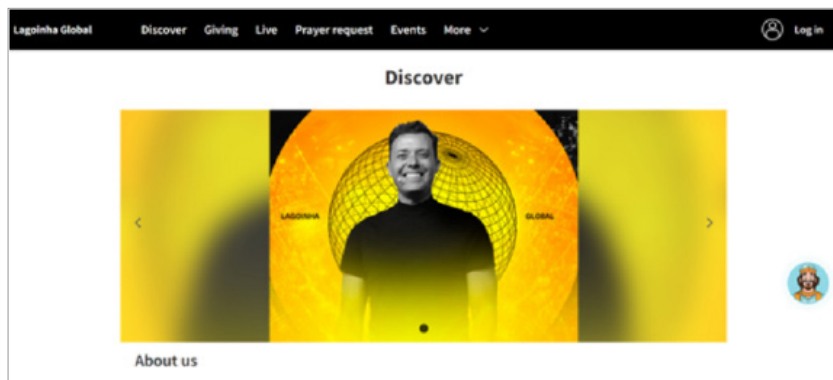 Lagoinha Global Discover Giving Live Prayer request Events More Log in
Discover
LAGOINHA GLOBAL
About us